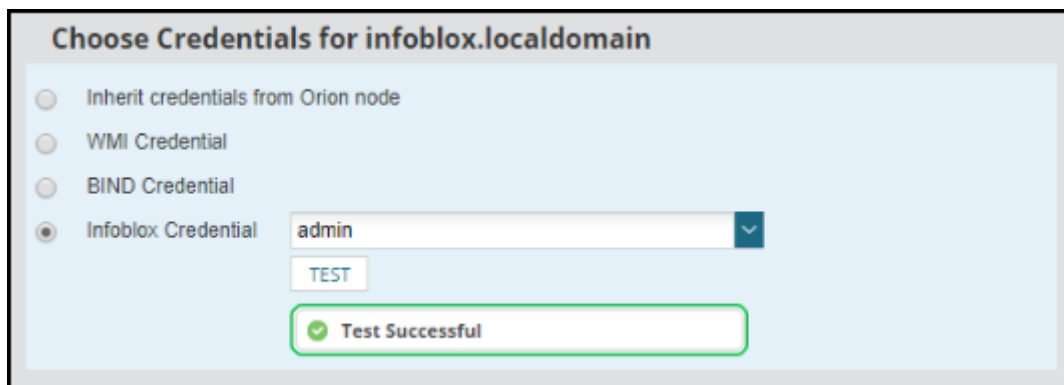 Choose Credentials for infoblox.localdomain
Inherit credentials from Orion node
WMI Credential
BIND Credential
Infoblox Credential admin
TEST
Test Successful